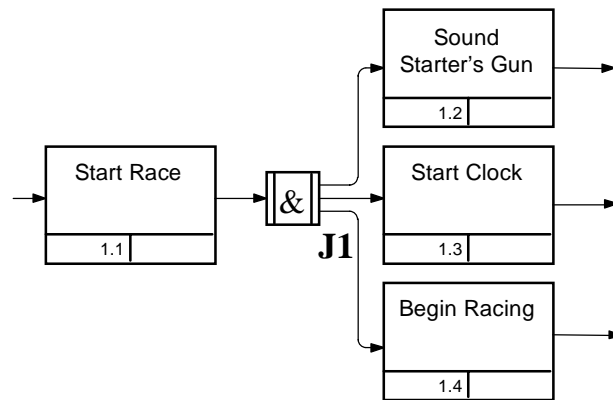 Start Race
1.1
&
J1
Sound
Starter's Gun
1.2
Start Clock
1.3
Begin Racing
1.4